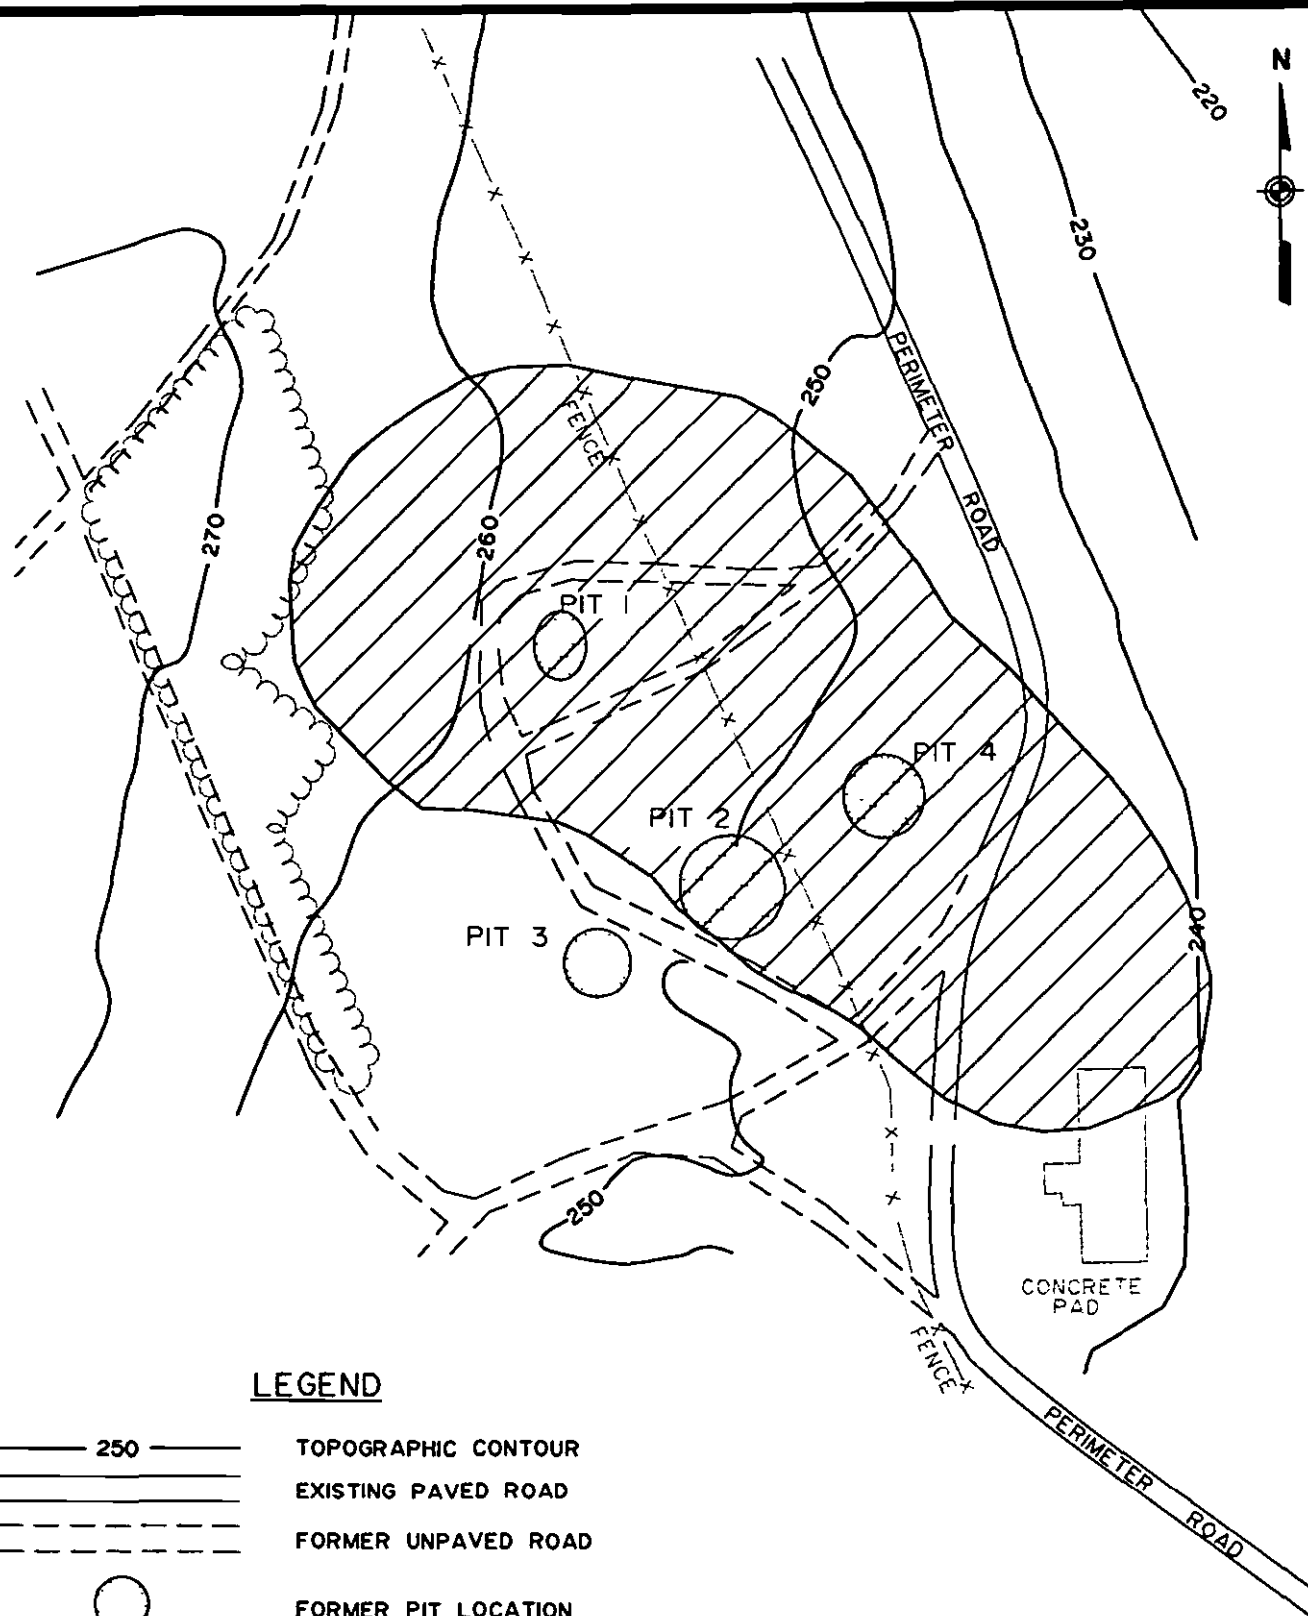 N
220
230
PERIMETER
ROAD
250
FENCE
270
260
PIT 1
PIT 4
PIT 2
PIT 3
240
250
CONCRETE
PAD
FENCE
PERIMETER
ROAD
LEGEND
250 TOPOGRAPHIC CONTOUR
EXISTING PAVED ROAD
FORMER UNPAVED ROAD
FORMER PIT LOCATION